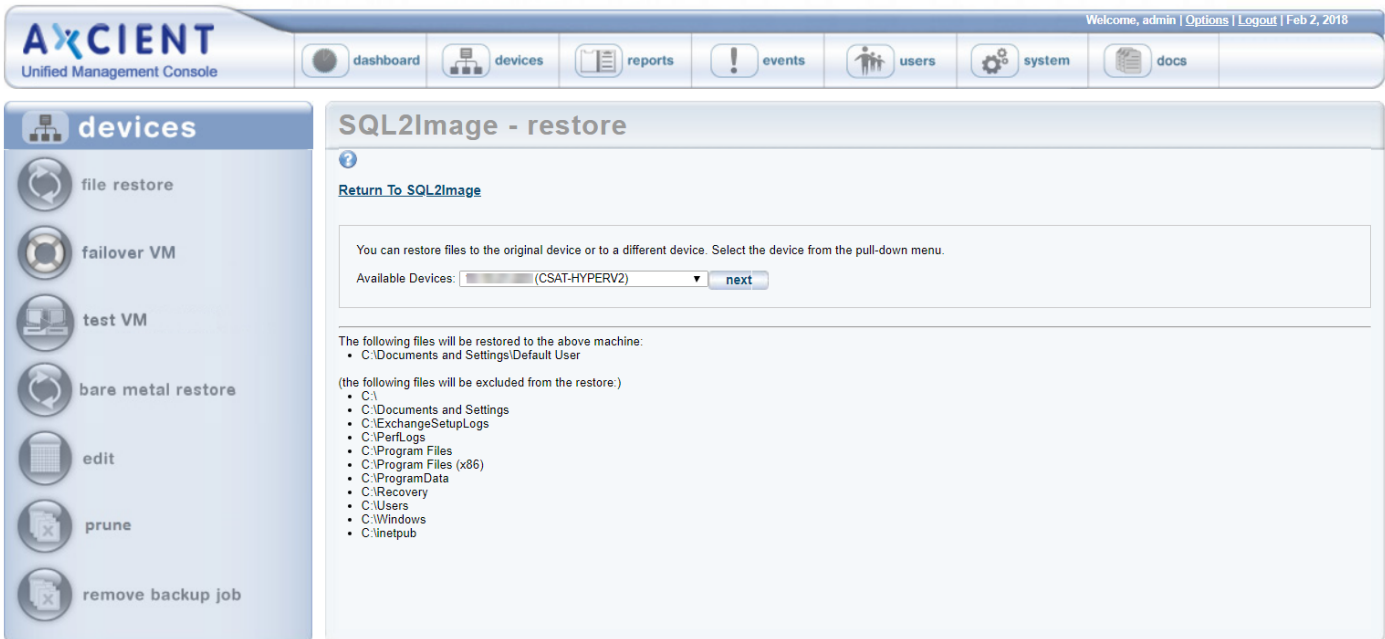 Welcome, admin | Options | Logout | Feb 2, 2018
AXCIENT
Unified Management Console
dashboard
devices
reports
events
users
system
docs
devices
file restore
failover VM
test VM
bare metal restore
edit
prune
remove backup job
SQL2Image - restore
?
Return To SQL2Image
You can restore files to the original device or to a different device. Select the device from the pull-down menu.
Available Devices: (CSAT-HYPERV2) next
The following files will be restored to the above machine:
• C:\Documents and Settings\Default User
(the following files will be excluded from the restore:)
• C:\
• C:\Documents and Settings
• C:\ExchangeSetupLogs
• C:\PerfLogs
• C:\Program Files
• C:\Program Files (x86)
• C:\ProgramData
• C:\Recovery
• C:\Users
• C:\Windows
• C:\inetpub